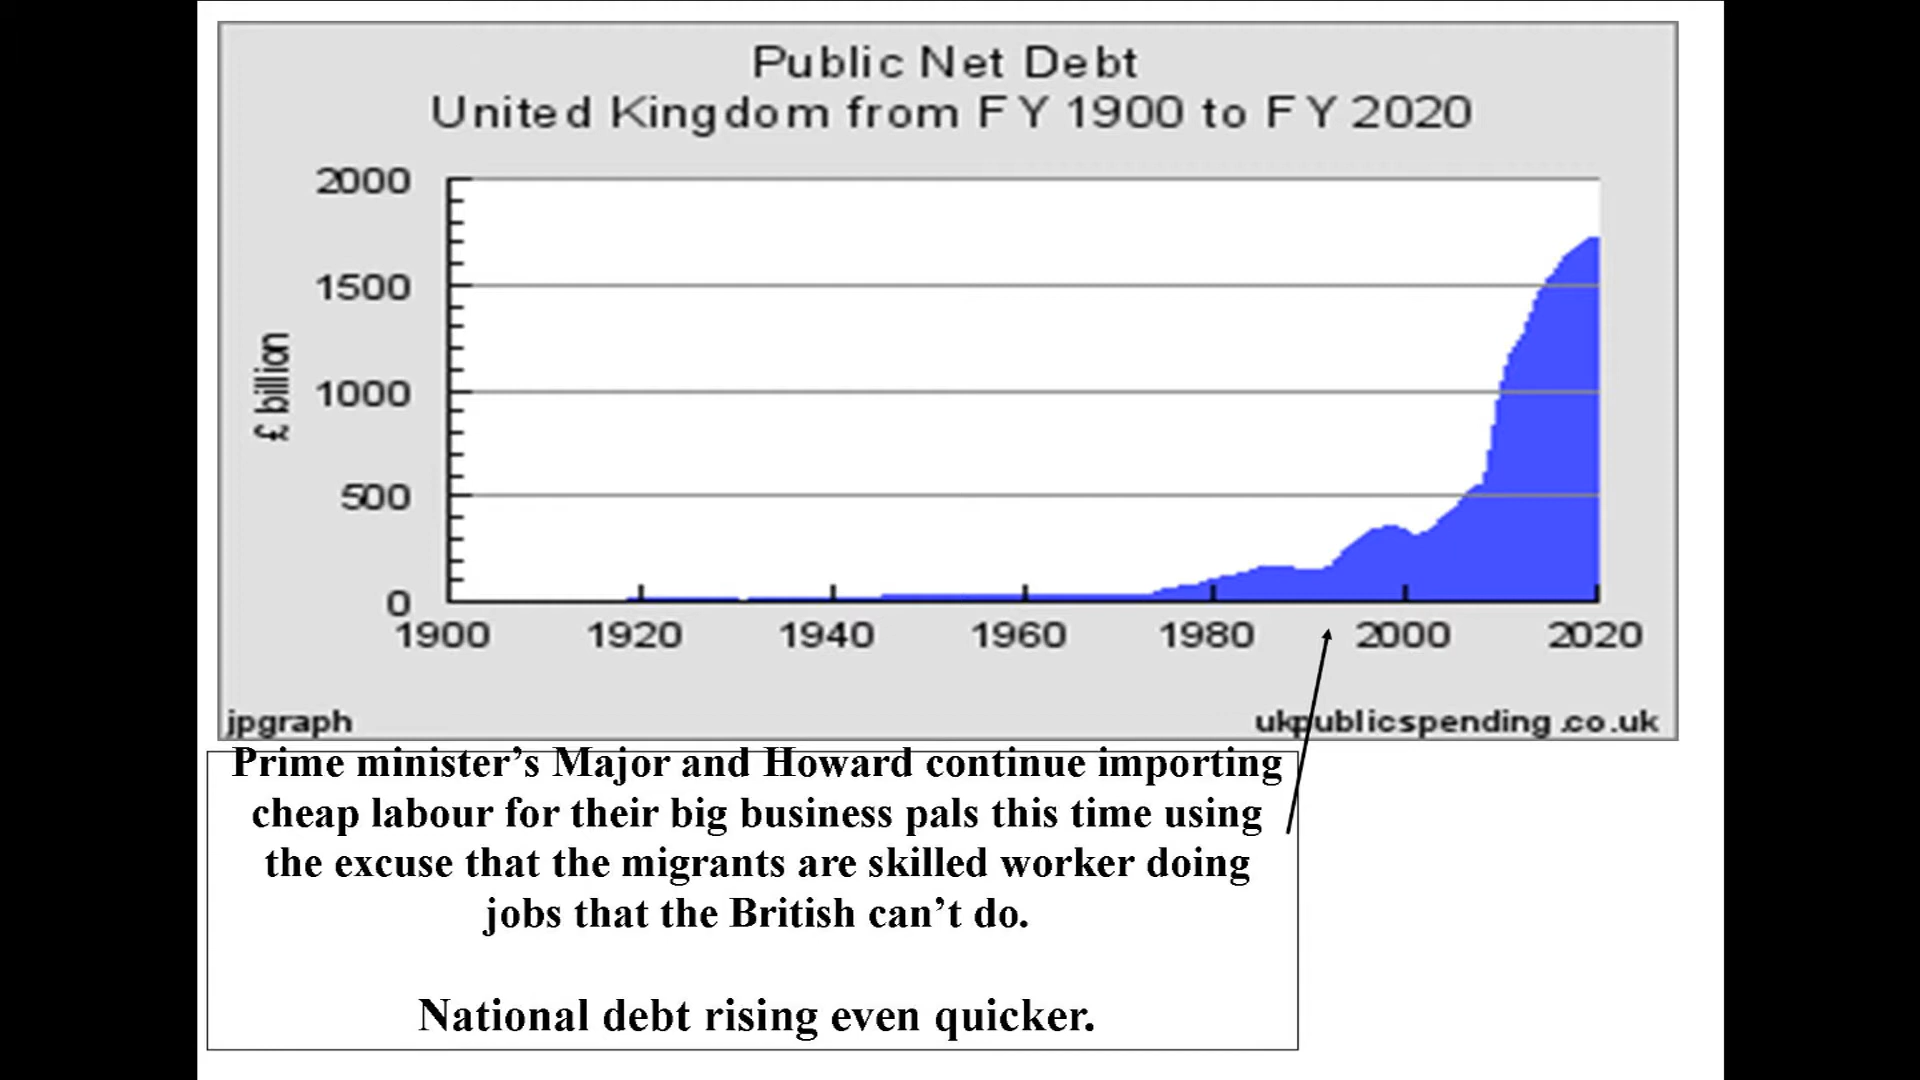 Public Net Debt
United Kingdom from FY 1900 to FY 2020
2000
1500
1000
500
0
£ billion
1900 1920 1940 1960 1980 2000 2020
jpgraph
ukpublicspending.co.uk
Prime minister’s Major and Howard continue importing
cheap labour for their big business pals this time using
the excuse that the migrants are skilled worker doing
jobs that the British can’t do.
National debt rising even quicker.